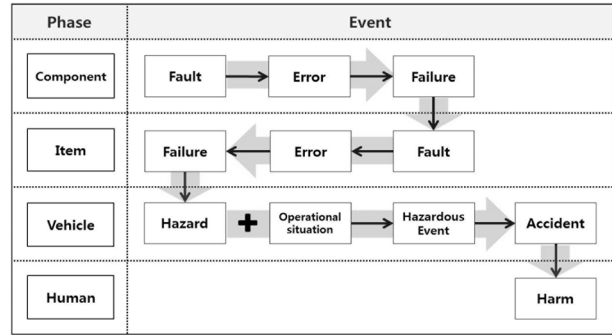 Phase Event
Component Fault Error Failure
Item Failure Error Fault
Vehicle Hazard + Operational situation Hazardous Event Accident
Human Harm